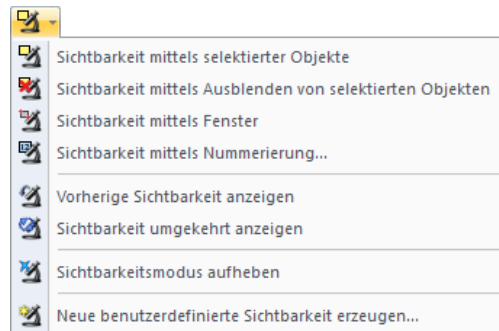 Sichtbarkeit mittels selektierter Objekte
Sichtbarkeit mittels Ausblenden von selektierten Objekten
Sichtbarkeit mittels Fenster
Sichtbarkeit mittels Nummerierung...
Vorherige Sichtbarkeit anzeigen
Sichtbarkeit umgekehrt anzeigen
Sichtbarkeitsmodus aufheben
Neue benutzerdefinierte Sichtbarkeit erzeugen...